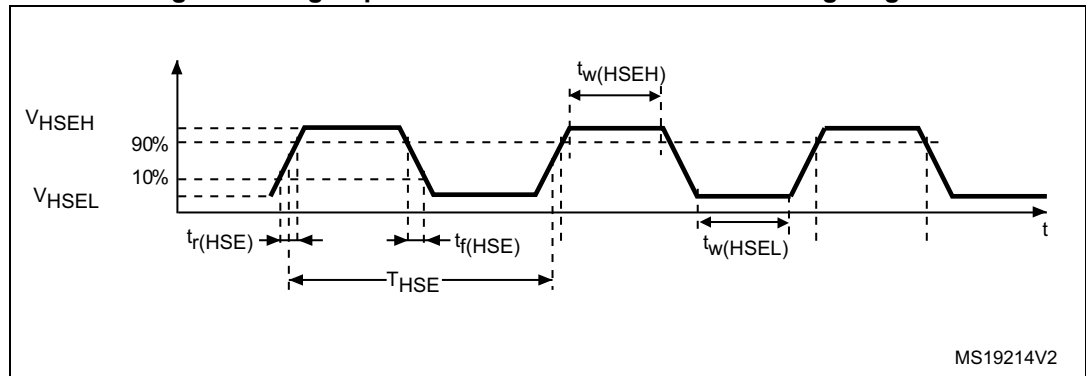 tw(HSEH)
VHSEH
90%
10%
VHSEL
tr(HSE)
tf(HSE)
tw(HSEL)
t
THSE
MS19214V2